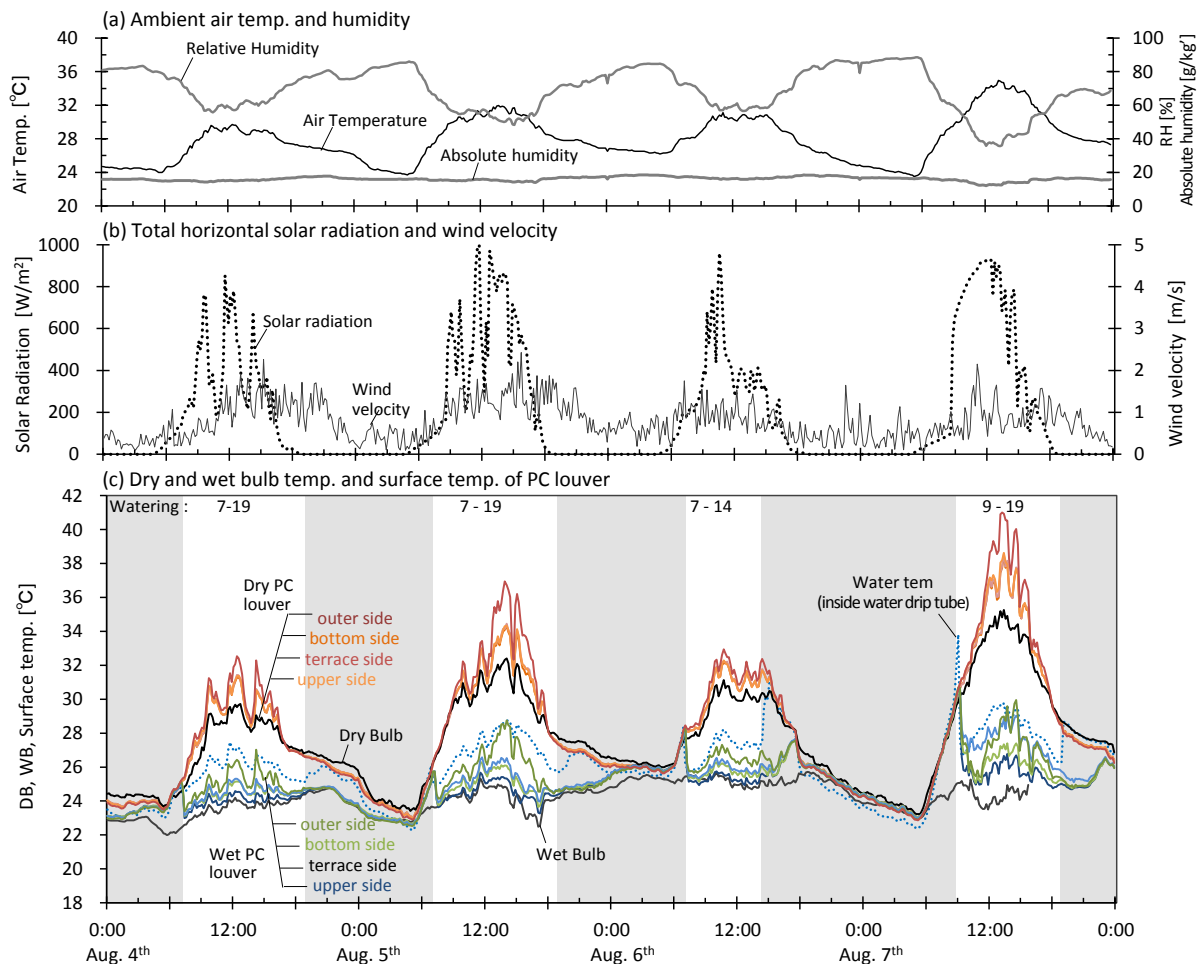 (a) Ambient air temp. and humidity
40
36
32
28
24
20
Air Temp. [℃]
Relative Humidity
Air Temperature
Absolute humidity
100
80
60
40
20
0
RH [%]
Absolute humidity [g/kg']
(b) Total horizontal solar radiation and wind velocity
1000
800
600
400
200
0
Solar Radiation [W/m²]
Solar radiation
Wind
velocity
5
4
3
2
1
0
Wind velocity [m/s]
(c) Dry and wet bulb temp. and surface temp. of PC louver
42
40
38
36
34
32
30
28
26
24
22
20
18
DB, WB, Surface temp. [℃]
Watering : 7-19 7 - 19 7 - 14 9 - 19
Dry PC
louver
outer side
bottom side
terrace side
upper side
Dry Bulb
Water tem
(inside water drip tube)
Wet PC
louver
outer side
bottom side
terrace side
upper side
Wet Bulb
0:00 12:00 0:00 12:00 0:00 12:00 0:00 12:00 0:00
Aug. 4th Aug. 5th Aug. 6th Aug. 7th